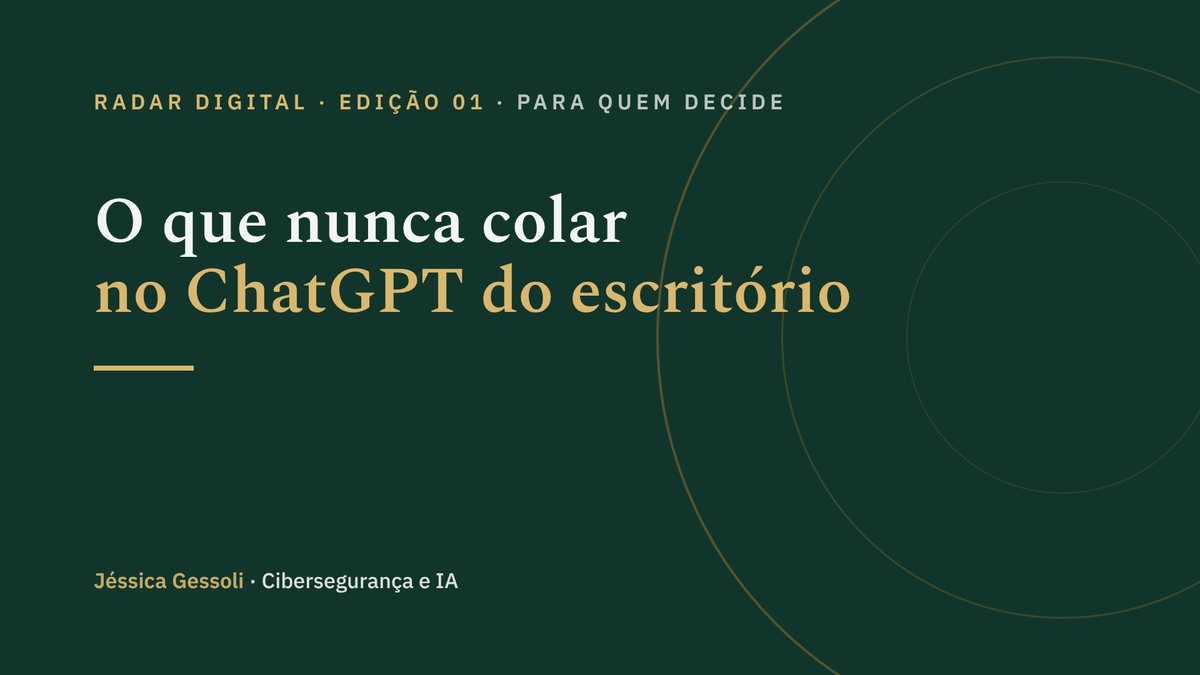 RADAR DIGITAL · EDIÇÃO 01 · PARA QUEM DECIDE
O que nunca colar
no ChatGPT do escritório
Jéssica Gessoli · Cibersegurança e IA